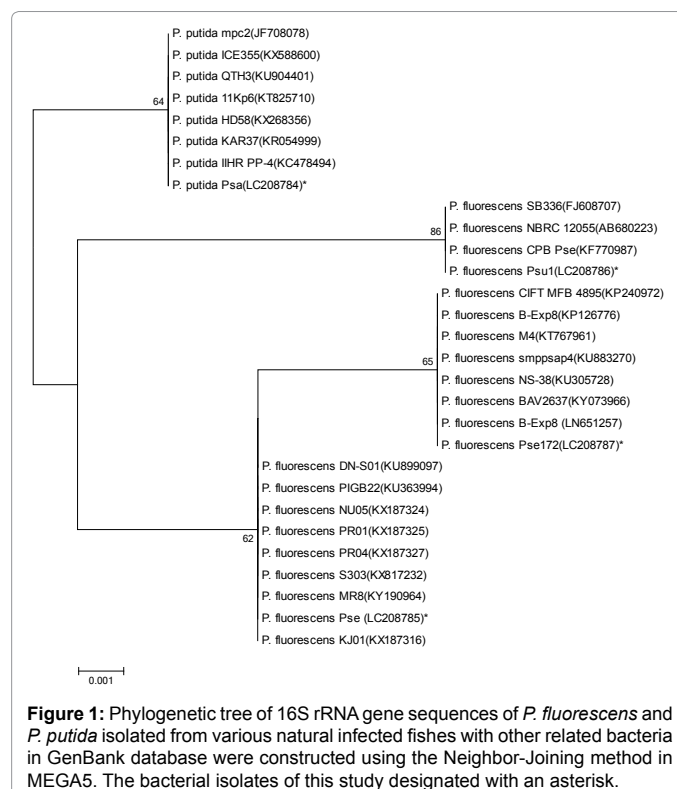 P. putida mpc2(JF708078)
P. putida ICE355(KX588600)
P. putida QTH3(KU904401)
64
P. putida 11Kp6(KT825710)
P. putida HD58(KX268356)
P. putida KAR37(KR054999)
P. putida IIHR PP-4(KC478494)
P. putida Psa(LC208784)*
P. fluorescens SB336(FJ608707)
P. fluorescens NBRC 12055(AB680223)
86
P. fluorescens CPB Pse(KF770987)
P. fluorescens Psu1(LC208786)*
P. fluorescens CIFT MFB 4895(KP240972)
P. fluorescens B-Exp8(KP126776)
P. fluorescens M4(KT767961)
65
P. fluorescens smppsap4(KU883270)
P. fluorescens NS-38(KU305728)
P. fluorescens BAV2637(KY073966)
P. fluorescens B-Exp8 (LN651257)
P. fluorescens Pse172(LC208787)*
P. fluorescens DN-S01(KU899097)
P. fluorescens PIGB22(KU363994)
P. fluorescens NU05(KX187324)
P. fluorescens PR01(KX187325)
62
P. fluorescens PR04(KX187327)
P. fluorescens S303(KX817232)
P. fluorescens MR8(KY190964)
P. fluorescens Pse (LC208785)*
P. fluorescens KJ01(KX187316)
0.001
Figure 1: Phylogenetic tree of 16S rRNA gene sequences of P. fluorescens and
P. putida isolated from various natural infected fishes with other related bacteria
in GenBank database were constructed using the Neighbor-Joining method in
MEGA5. The bacterial isolates of this study designated with an asterisk.